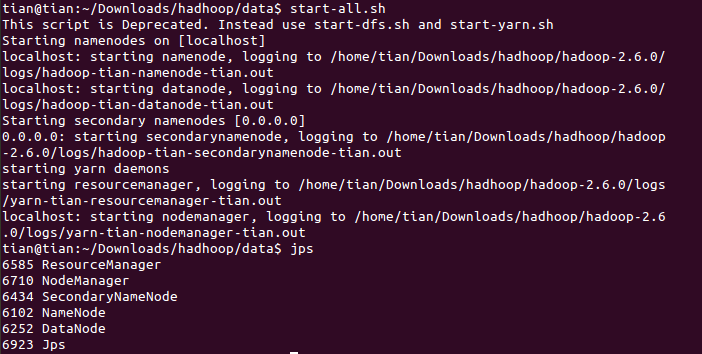 tian@tian:~/Downloads/hadhoop/data$ start-all.sh
This script is Deprecated. Instead use start-dfs.sh and start-yarn.sh
Starting namenodes on [localhost]
localhost: starting namenode, logging to /home/tian/Downloads/hadhoop/hadoop-2.6.0/
logs/hadoop-tian-namenode-tian.out
localhost: starting datanode, logging to /home/tian/Downloads/hadhoop/hadoop-2.6.0/
logs/hadoop-tian-datanode-tian.out
Starting secondary namenodes [0.0.0.0]
0.0.0.0: starting secondarynamenode, logging to /home/tian/Downloads/hadhoop/hadoop
-2.6.0/logs/hadoop-tian-secondarynamenode-tian.out
starting yarn daemons
starting resourcemanager, logging to /home/tian/Downloads/hadhoop/hadoop-2.6.0/logs
/yarn-tian-resourcemanager-tian.out
localhost: starting nodemanager, logging to /home/tian/Downloads/hadhoop/hadoop-2.6
.0/logs/yarn-tian-nodemanager-tian.out
tian@tian:~/Downloads/hadhoop/data$ jps
6585 ResourceManager
6710 NodeManager
6434 SecondaryNameNode
6102 NameNode
6252 DataNode
6923 Jps